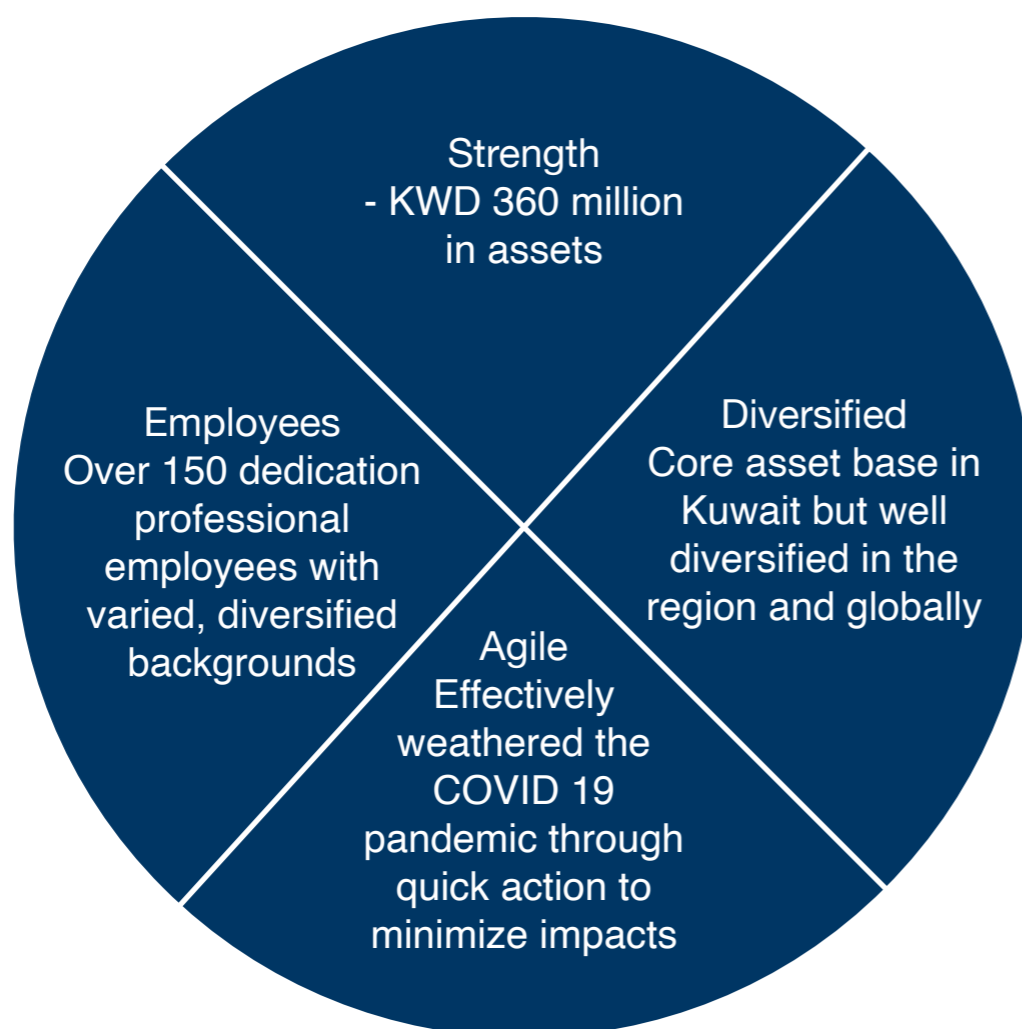 Strength
- KWD 360 million
in assets
Diversified
Core asset base in
Kuwait but well
diversified in the
region and globally
Agile
Effectively
weathered the
COVID 19
pandemic through
quick action to
minimize impacts
Employees
Over 150 dedication
professional
employees with
varied, diversified
backgrounds